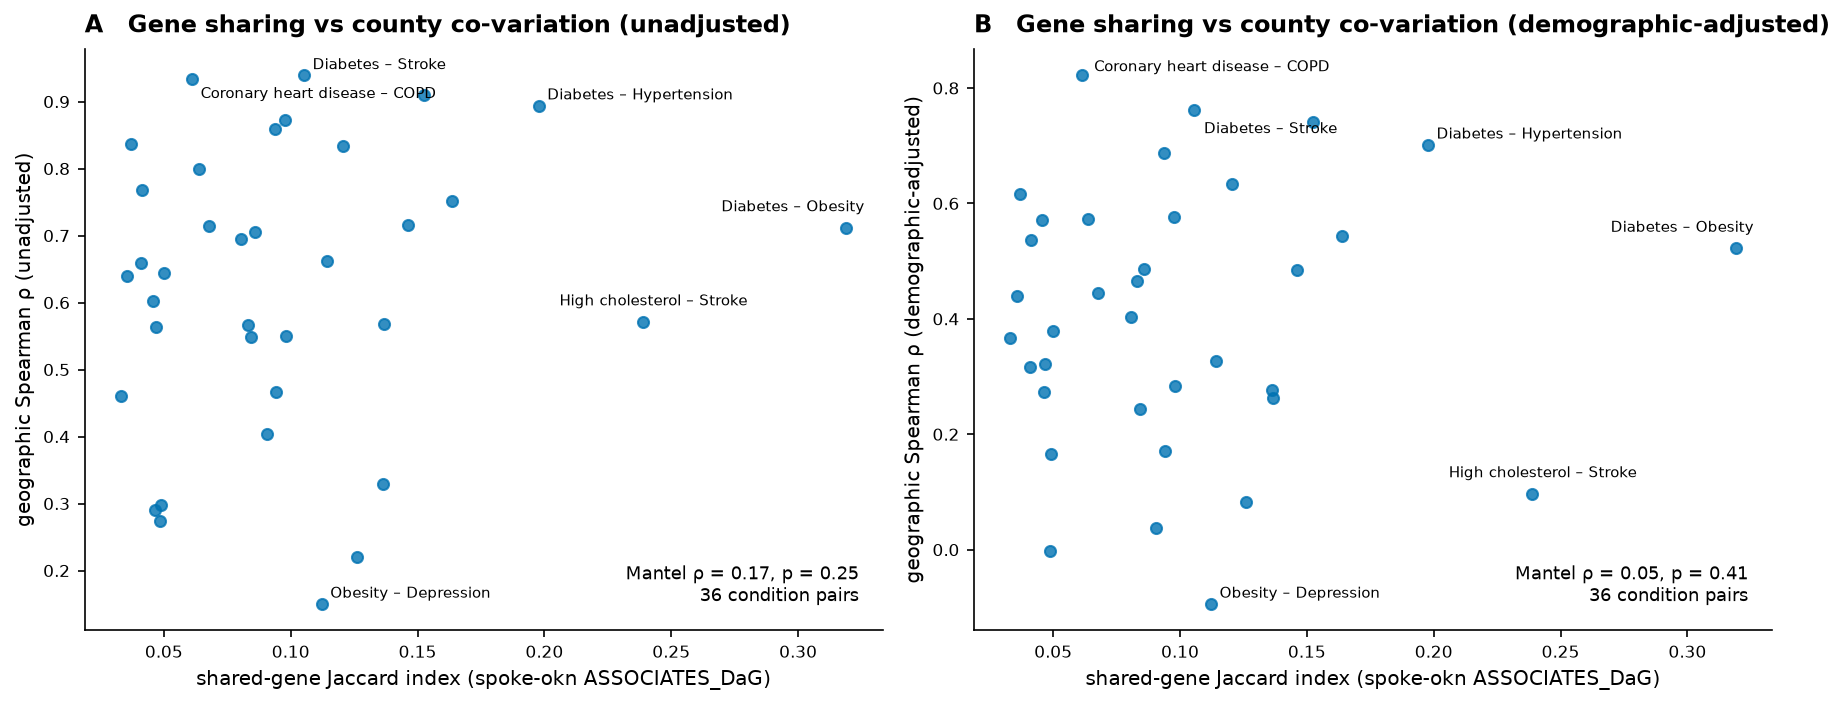 A Gene sharing vs county co-variation (unadjusted)
geographic Spearman ρ (unadjusted)
0.9
0.8
0.7
0.6
0.5
0.4
0.3
0.2
Diabetes – Stroke
Coronary heart disease – COPD
Diabetes – Hypertension
Diabetes – Obesity
High cholesterol – Stroke
Obesity – Depression
Mantel ρ = 0.17, p = 0.25
36 condition pairs
0.05 0.10 0.15 0.20 0.25 0.30
shared-gene Jaccard index (spoke-okn ASSOCIATES_DaG)
B Gene sharing vs county co-variation (demographic-adjusted)
geographic Spearman ρ (demographic-adjusted)
0.8
0.6
0.4
0.2
0.0
Coronary heart disease – COPD
Diabetes – Stroke
Diabetes – Hypertension
Diabetes – Obesity
High cholesterol – Stroke
Obesity – Depression
Mantel ρ = 0.05, p = 0.41
36 condition pairs
0.05 0.10 0.15 0.20 0.25 0.30
shared-gene Jaccard index (spoke-okn ASSOCIATES_DaG)